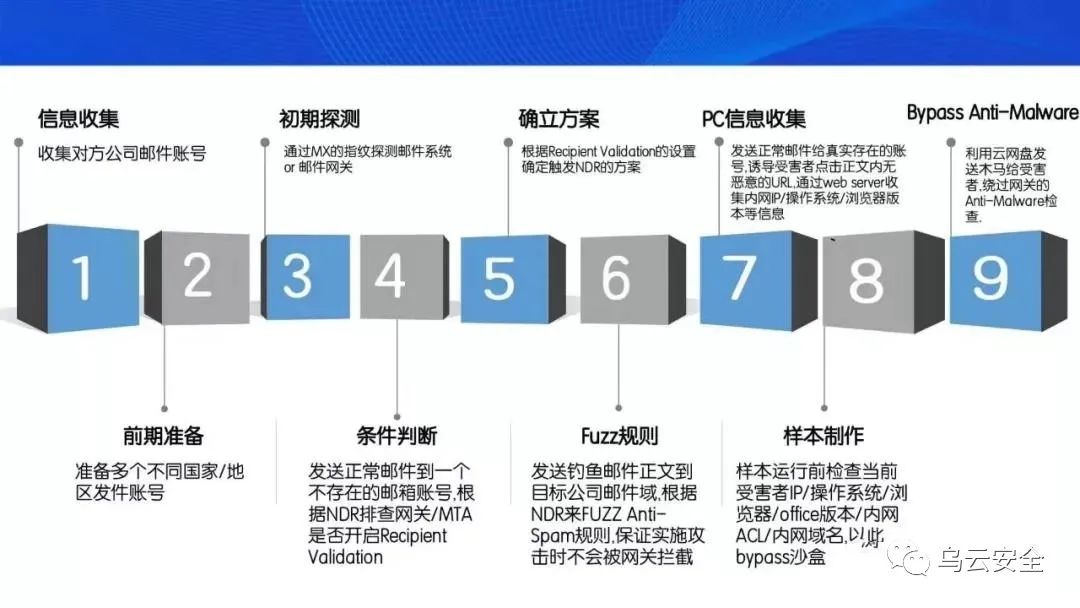 信息收集
收集对方公司邮件账号
初期探测
通过MX的指纹探测邮件系统
or 邮件网关
确立方案
根据Recipient Validation的设置
确定触发NDR的方案
PC信息收集
发送正常邮件给真实存在的账
号,诱导受害者点击正文内无
恶意的URL,通过web server收
集内网IP/操作系统/浏览器版
本等信息
Bypass Anti-Malware
利用云网盘发
送木马给受害
者,绕过网关的
Anti-Malware检
查.
1
2
3
4
5
6
7
8
9
前期准备
准备多个不同国家/地
区发件账号
条件判断
发送正常邮件到一个
不存在的邮箱账号,根
据NDR排查网关/MTA
是否开启Recipient
Validation
Fuzz规则
发送钓鱼邮件正文到
目标公司邮件域,根据
NDR来FUZZ Anti-
Spam规则,保证实施攻
击时不会被网关拦截
样本制作
样本运行前检查当前
受害者IP/操作系统/浏
览器/office版本/内网
ACL/内网域名,以此
bypass沙盒
乌云安全